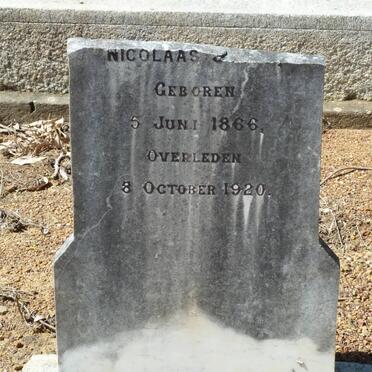 NICOLAAS
GEBOREN
5 JUNI 1866.
OVERLEDEN
8 OCTOBER 1920.